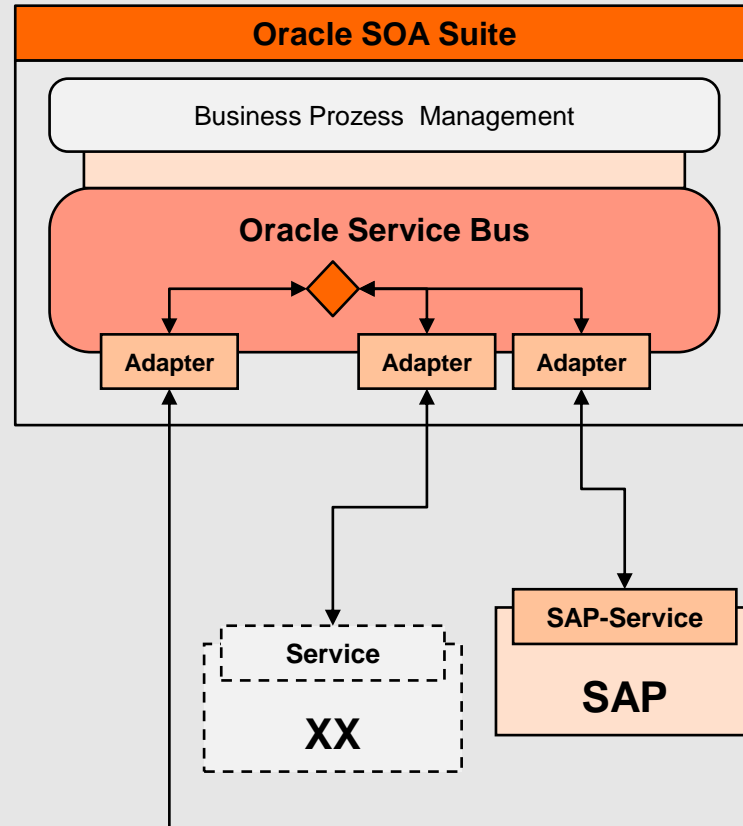 Oracle SOA Suite
Business Prozess Management
Oracle Service Bus
Adapter
Adapter
Adapter
SAP-Service
Service
SAP
XX